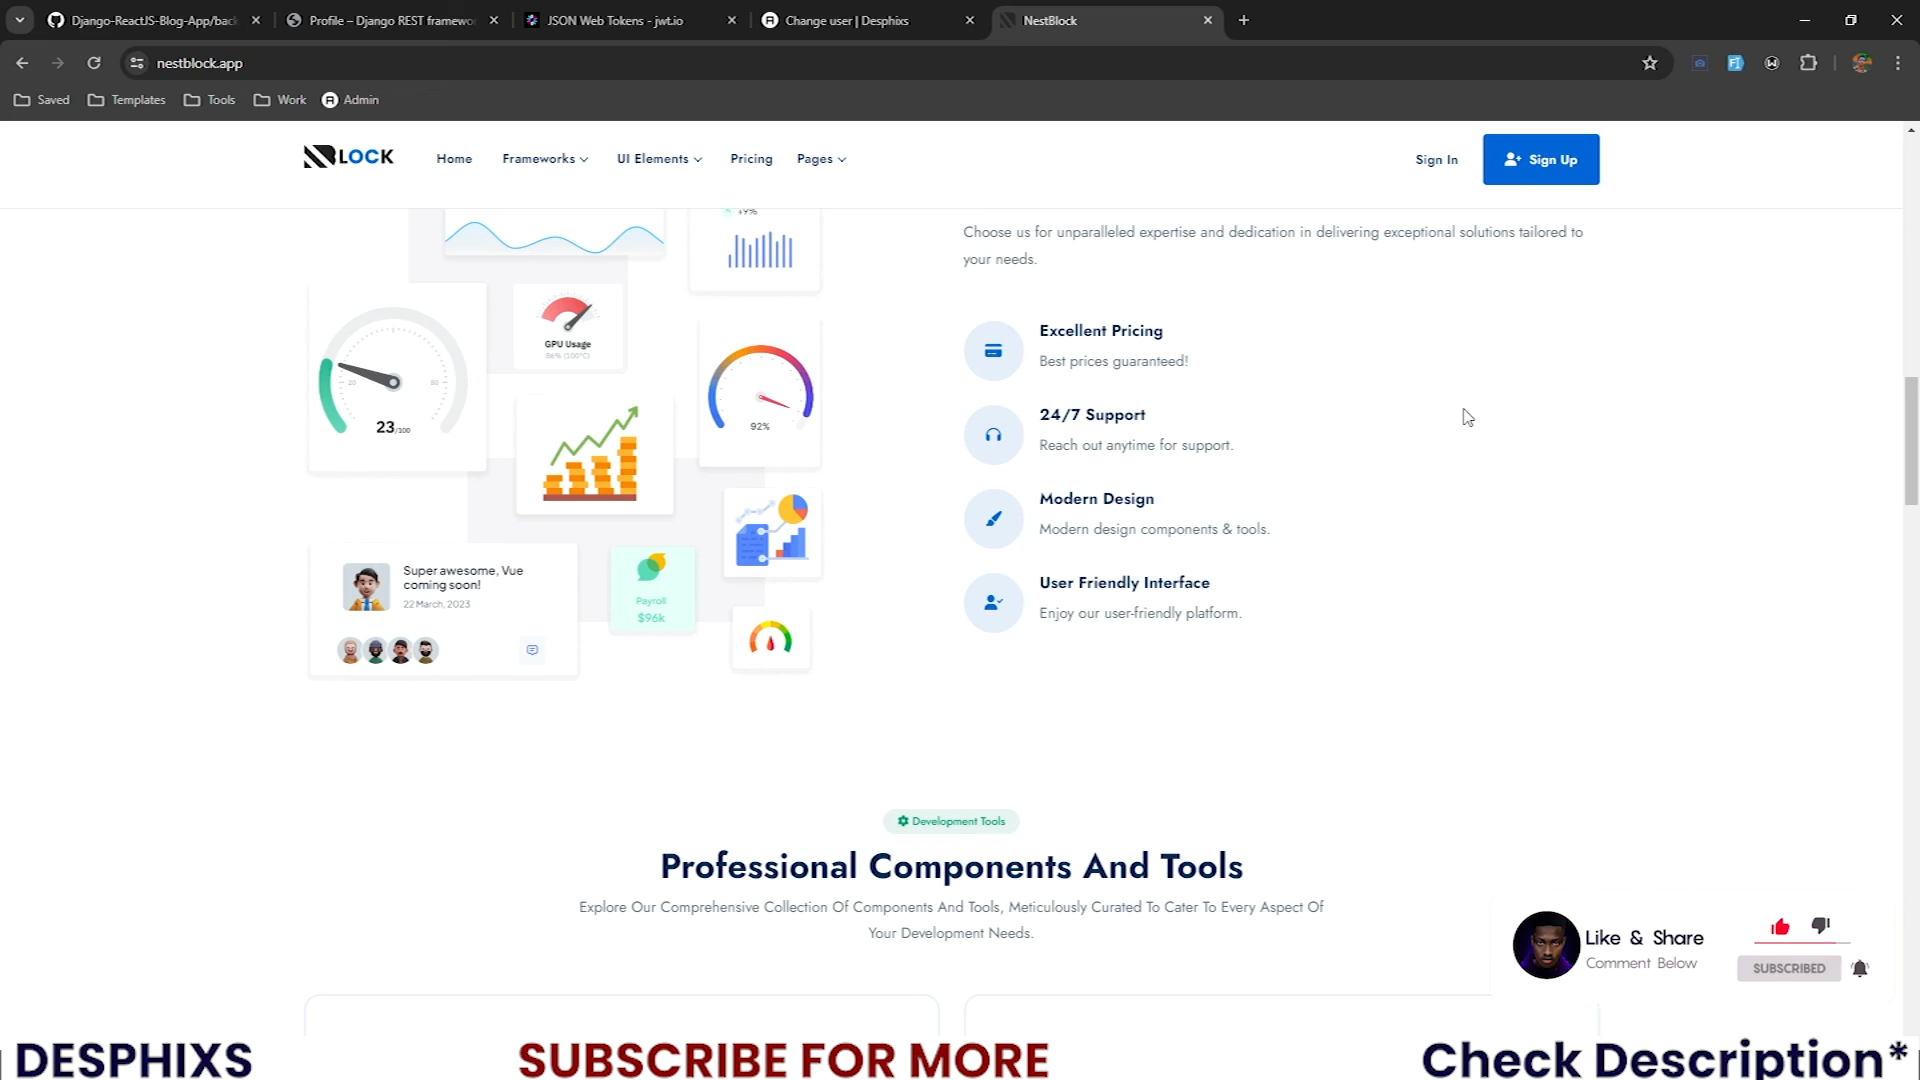 Django-ReactJS-Blog-App/back
Profile – Django REST framewo
JSON Web Tokens - jwt.io
Change user | Desphixs
NestBlock
nestblock.app
Saved
Templates
Tools
Work
Admin
LOCK
Home
Frameworks
UI Elements
Pricing
Pages
Sign In
Sign Up
Choose us for unparalleled expertise and dedication in delivering exceptional solutions tailored to
your needs.
GPU Usage
86% (100°C)
20
80
23/100
92%
Excellent Pricing
Best prices guaranteed!
24/7 Support
Reach out anytime for support.
Modern Design
Modern design components & tools.
User Friendly Interface
Enjoy our user-friendly platform.
Super awesome, Vue
coming soon!
22 March, 2023
Payroll
$96k
Development Tools
Professional Components And Tools
Explore Our Comprehensive Collection Of Components And Tools, Meticulously Curated To Cater To Every Aspect Of
Your Development Needs.
Like & Share
Comment Below
SUBSCRIBED
DESPHIXS
SUBSCRIBE FOR MORE
Check Description*